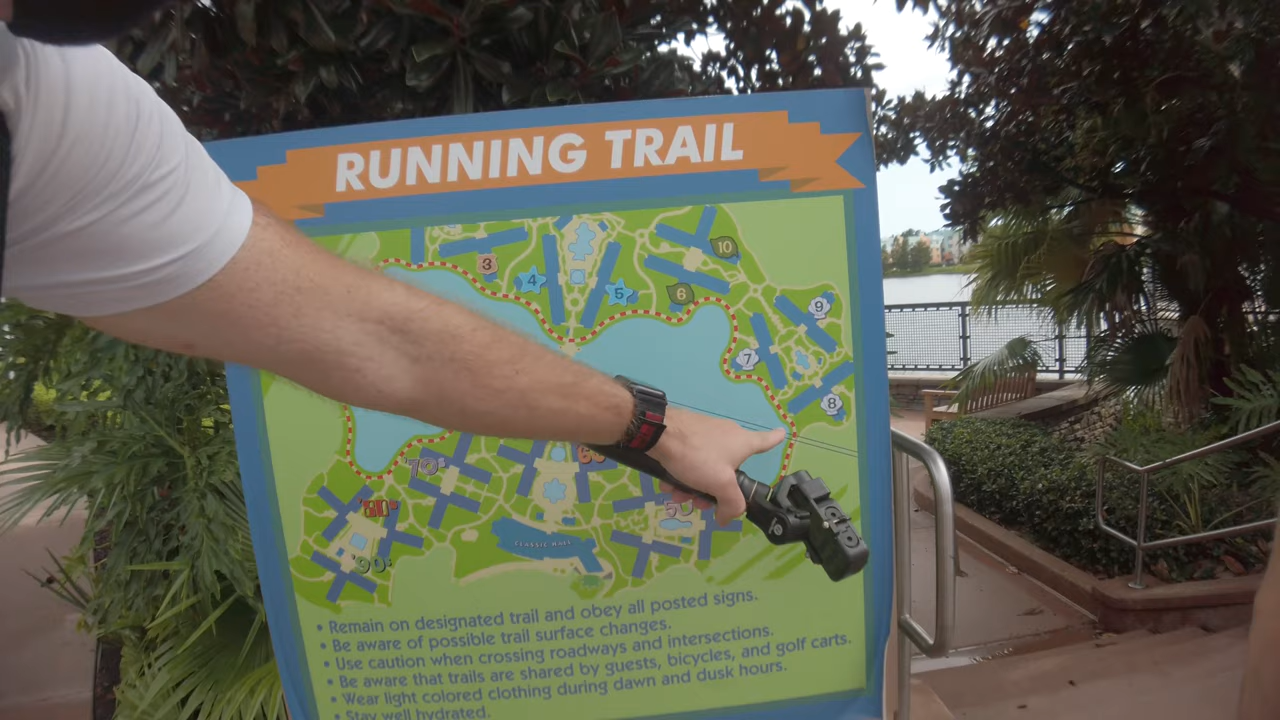 RUNNING TRAIL
10
3
4
5
6
9
7
8
'70s
60
'80s
50
CLASSIC HALL
'90s
• Remain on designated trail and obey all posted signs.
• Be aware of possible trail surface changes.
• Use caution when crossing roadways and intersections.
• Be aware that trails are shared by guests, bicycles, and golf carts.
• Wear light colored clothing during dawn and dusk hours.
• Stay well hydrated.